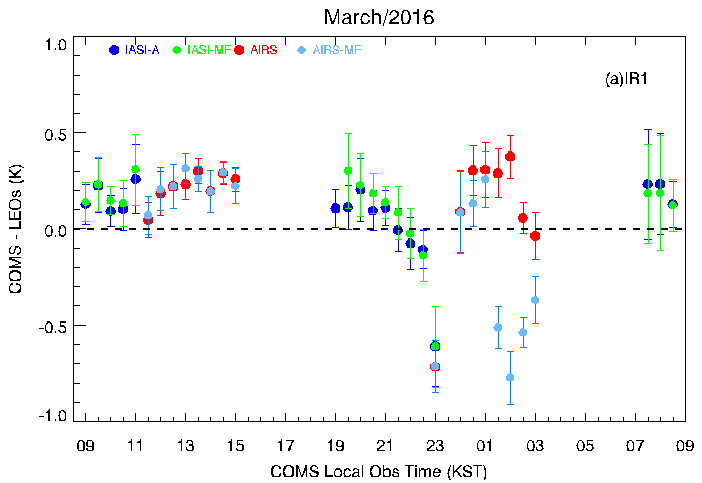 March/2016
IASI-A IASI-MF AIRS AIRS-MF
(a)IR1
1.0
0.5
0.0
-0.5
-1.0
COMS - LEOs (K)
09 11 13 15 17 19 21 23 01 03 05 07 09
COMS Local Obs Time (KST)